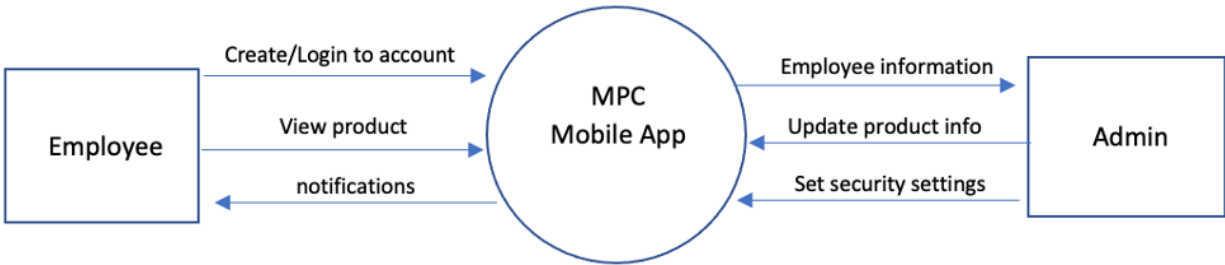 Create/Login to account
Employee information
MPC
Mobile App
View product
Update product info
Employee
Admin
notifications
Set security settings